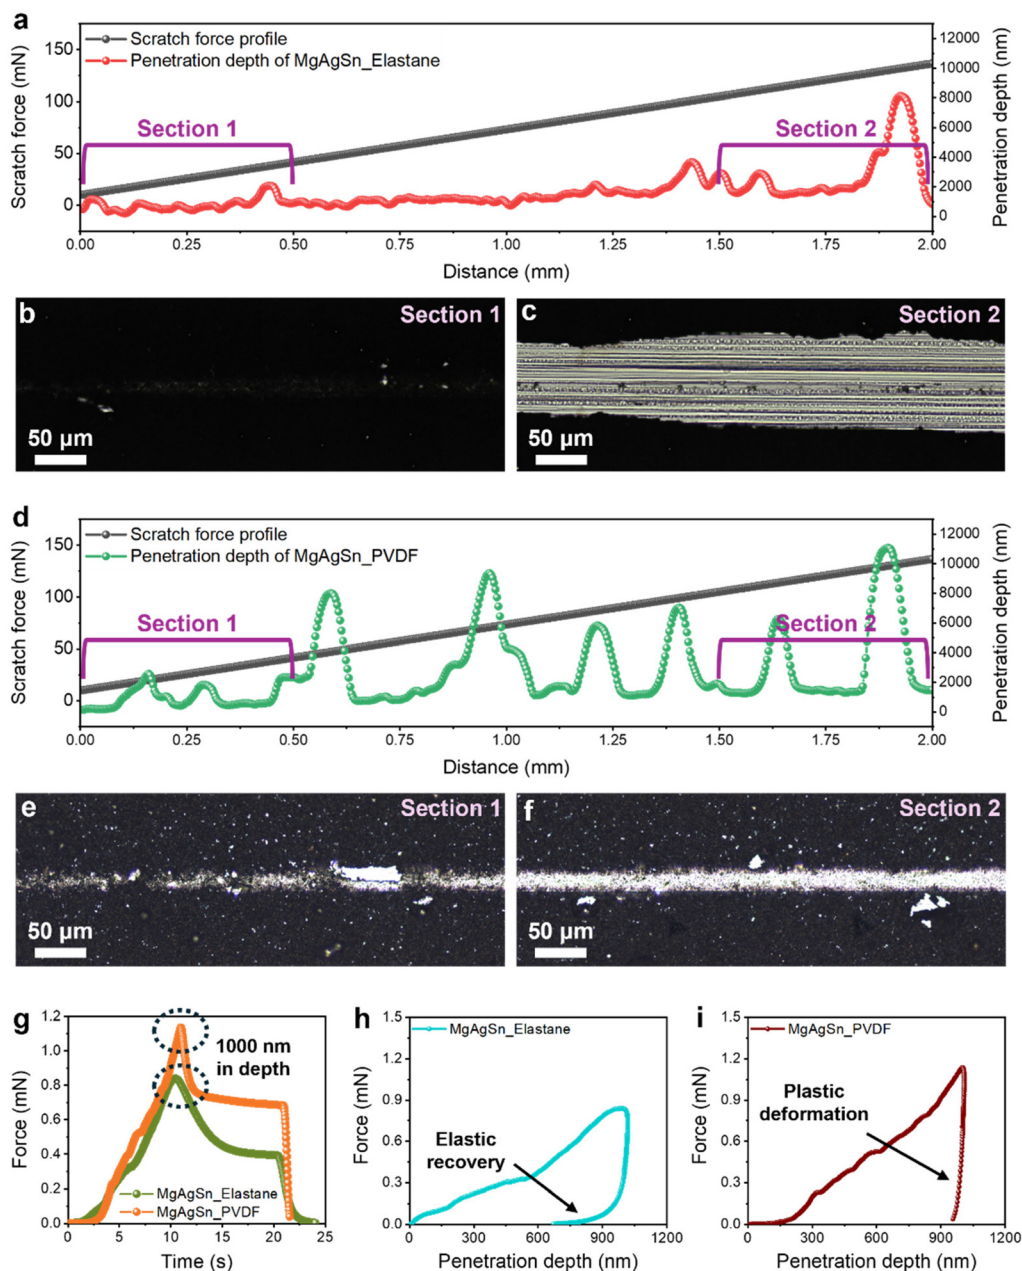 a
Scratch force profile
Penetration depth of MgAgSn_Elastane
Section 1
Section 2
Scratch force (mN)
150
100
50
0
Penetration depth (nm)
12000
10000
8000
6000
4000
2000
0
0.00 0.25 0.50 0.75 1.00 1.25 1.50 1.75 2.00
Distance (mm)
b
Section 1
50 µm
c
Section 2
50 µm
d
Scratch force profile
Penetration depth of MgAgSn_PVDF
Section 1
Section 2
Scratch force (mN)
150
100
50
0
Penetration depth (nm)
12000
10000
8000
6000
4000
2000
0
0.00 0.25 0.50 0.75 1.00 1.25 1.50 1.75 2.00
Distance (mm)
e
Section 1
50 µm
f
Section 2
50 µm
g
1000 nm
in depth
MgAgSn_Elastane
MgAgSn_PVDF
Force (mN)
1.2
1.0
0.8
0.6
0.4
0.2
0.0
0 5 10 15 20 25
Time (s)
h
MgAgSn_Elastane
Elastic
recovery
Force (mN)
1.5
1.2
0.9
0.6
0.3
0.0
0 300 600 900 1200
Penetration depth (nm)
i
MgAgSn_PVDF
Plastic
deformation
Force (mN)
1.5
1.2
0.9
0.6
0.3
0.0
0 300 600 900 1200
Penetration depth (nm)